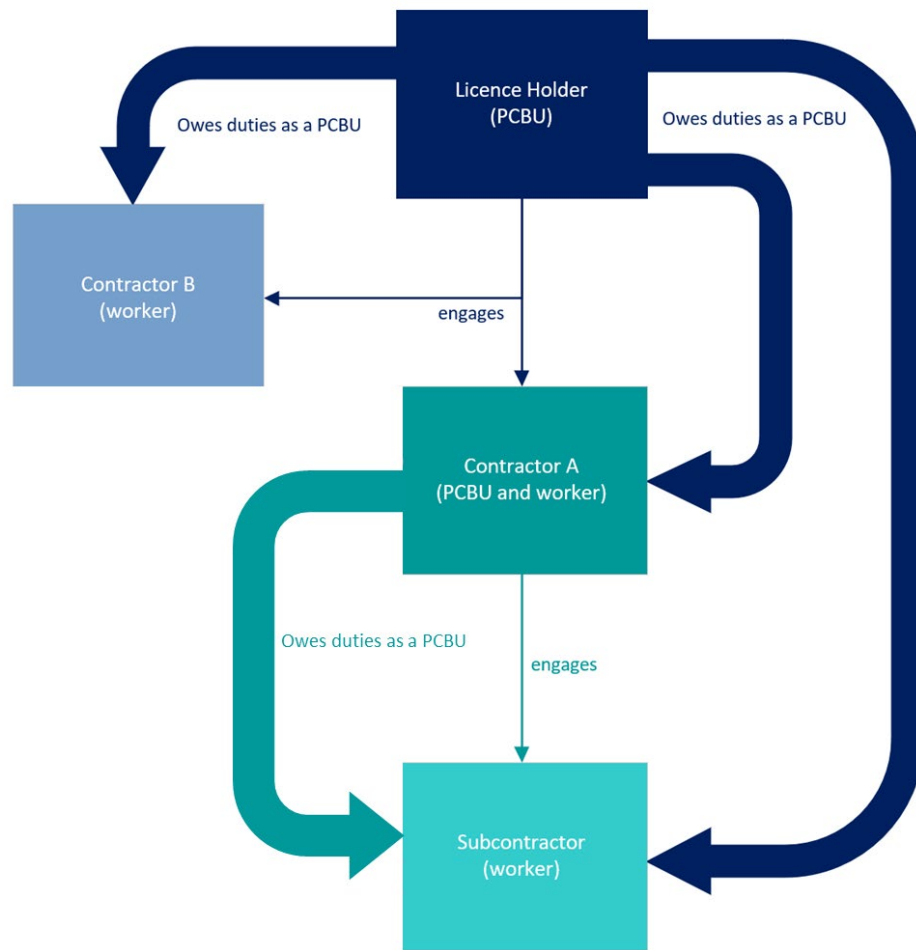 Licence Holder
(PCBU)
Owes duties as a PCBU
Owes duties as a PCBU
Contractor B
(worker)
engages
Contractor A
(PCBU and worker)
Owes duties as a PCBU
engages
Subcontractor
(worker)